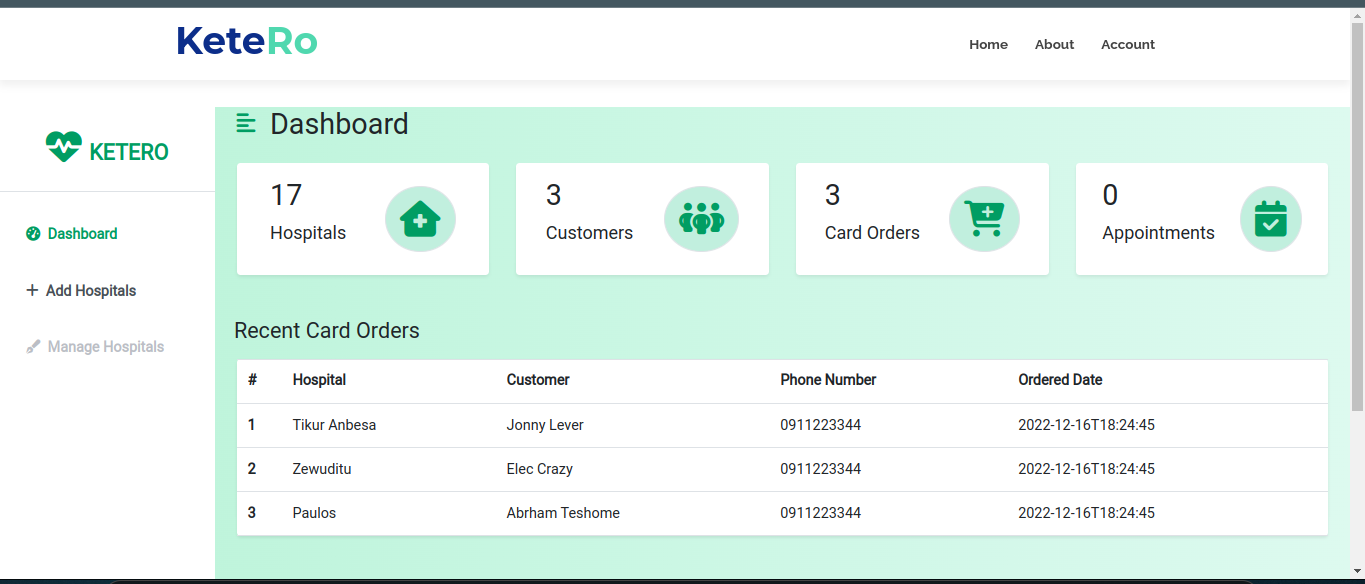 KeteRo
Home About Account
KETERO
Dashboard
Add Hospitals
Manage Hospitals
Dashboard
17
Hospitals
3
Customers
3
Card Orders
0
Appointments
Recent Card Orders
# Hospital Customer Phone Number Ordered Date
1 Tikur Anbesa Jonny Lever 0911223344 2022-12-16T18:24:45
2 Zewuditu Elec Crazy 0911223344 2022-12-16T18:24:45
3 Paulos Abrham Teshome 0911223344 2022-12-16T18:24:45